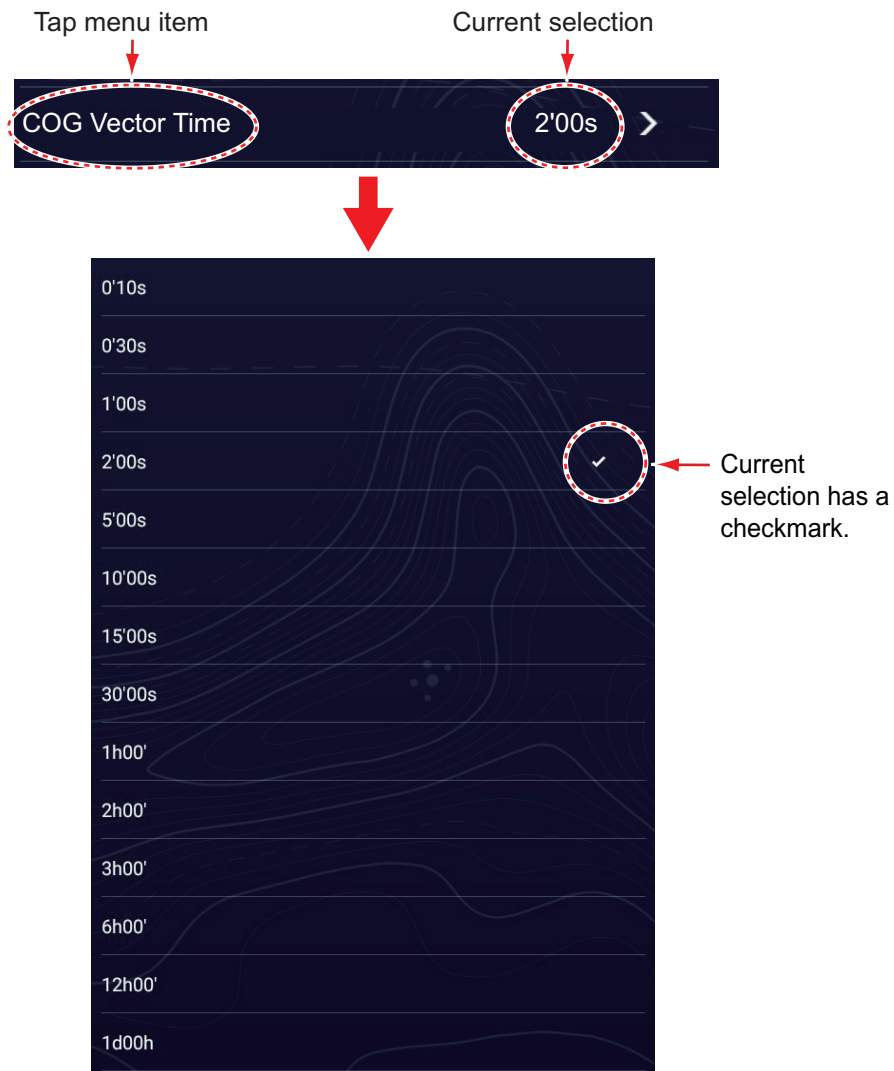 Tap menu item
Current selection
COG Vector Time
2'00s
0'10s
0'30s
1'00s
2'00s
Current
selection has a
checkmark.
5'00s
10'00s
15'00s
30'00s
1h00'
2h00'
3h00'
6h00'
12h00'
1d00h